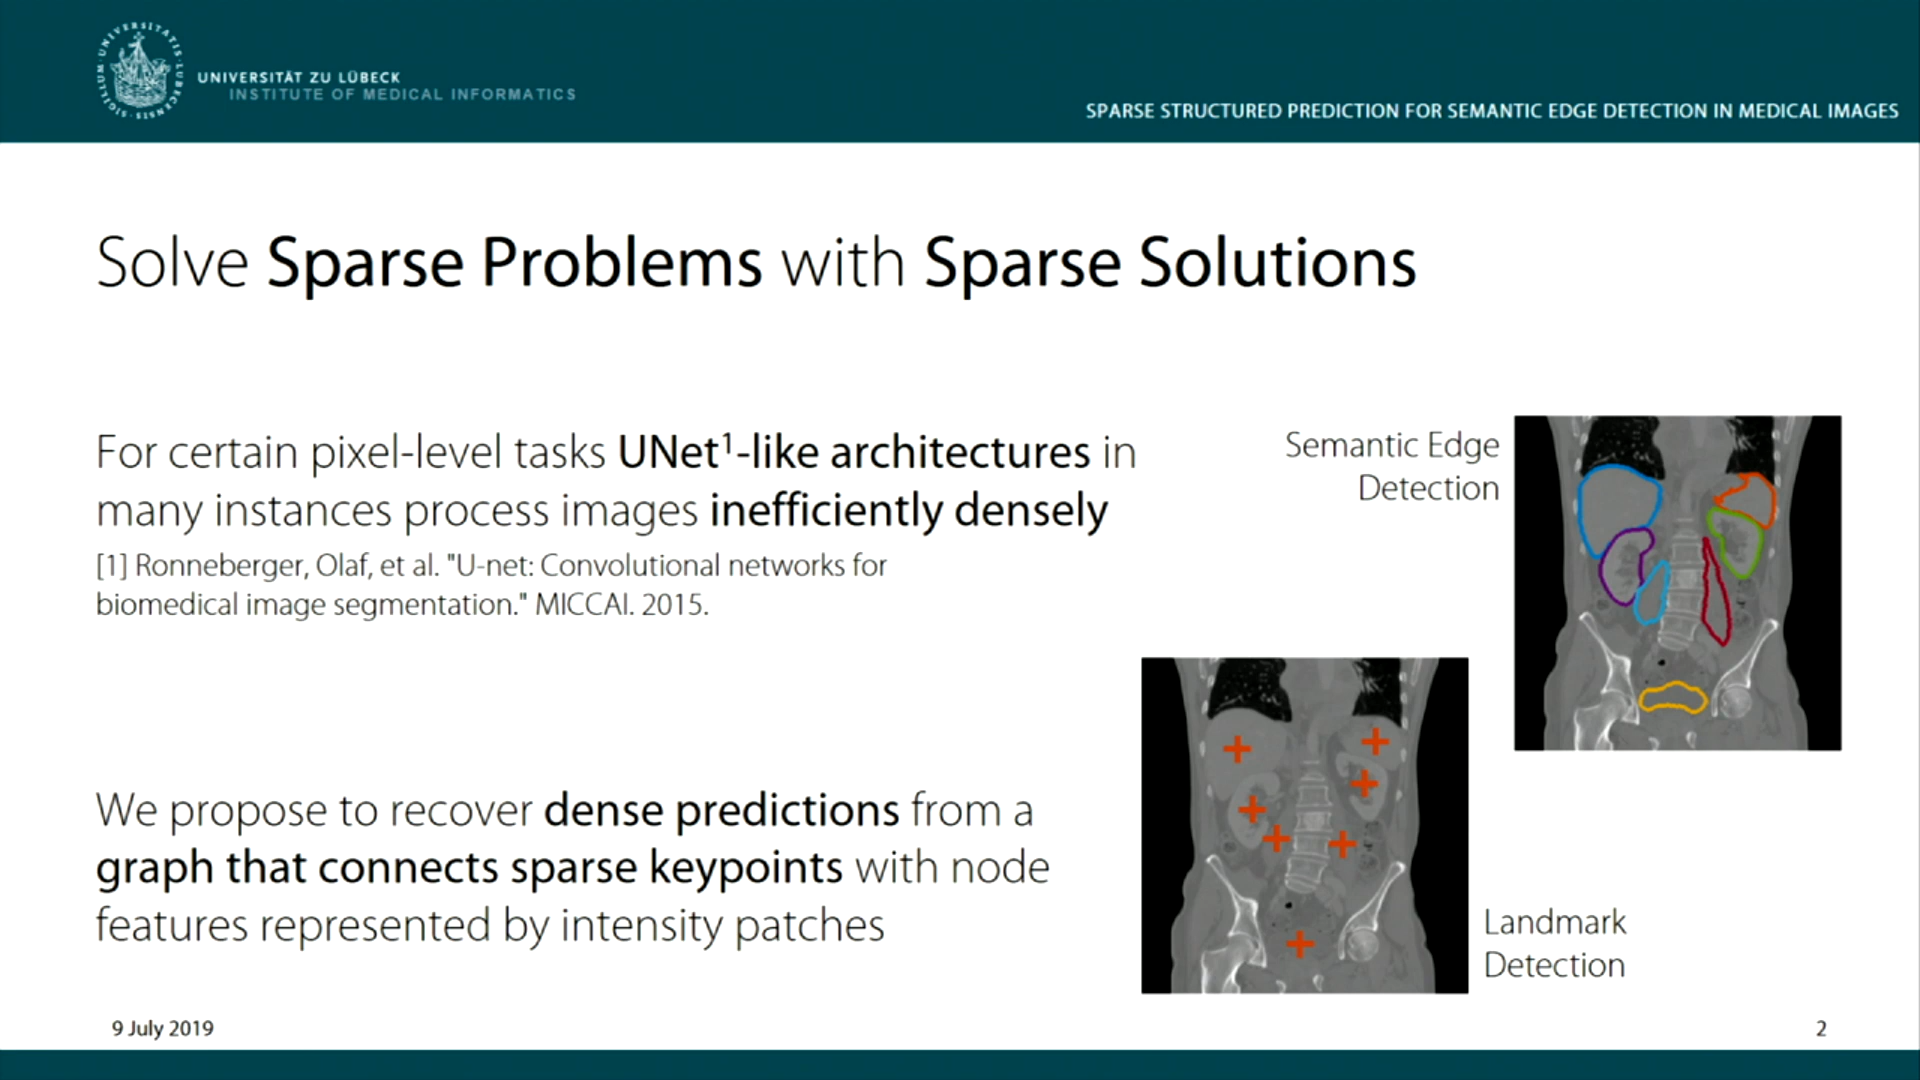 SIGILLUM UNIVERSITATIS LUBECENSIS
UNIVERSITÄT ZU LÜBECK
INSTITUTE OF MEDICAL INFORMATICS
SPARSE STRUCTURED PREDICTION FOR SEMANTIC EDGE DETECTION IN MEDICAL IMAGES
Solve Sparse Problems with Sparse Solutions
For certain pixel-level tasks UNet¹-like architectures in
many instances process images inefficiently densely
[1] Ronneberger, Olaf, et al. "U-net: Convolutional networks for
biomedical image segmentation." MICCAI. 2015.
Semantic Edge
Detection
We propose to recover dense predictions from a
graph that connects sparse keypoints with node
features represented by intensity patches
Landmark
Detection
9 July 2019
2